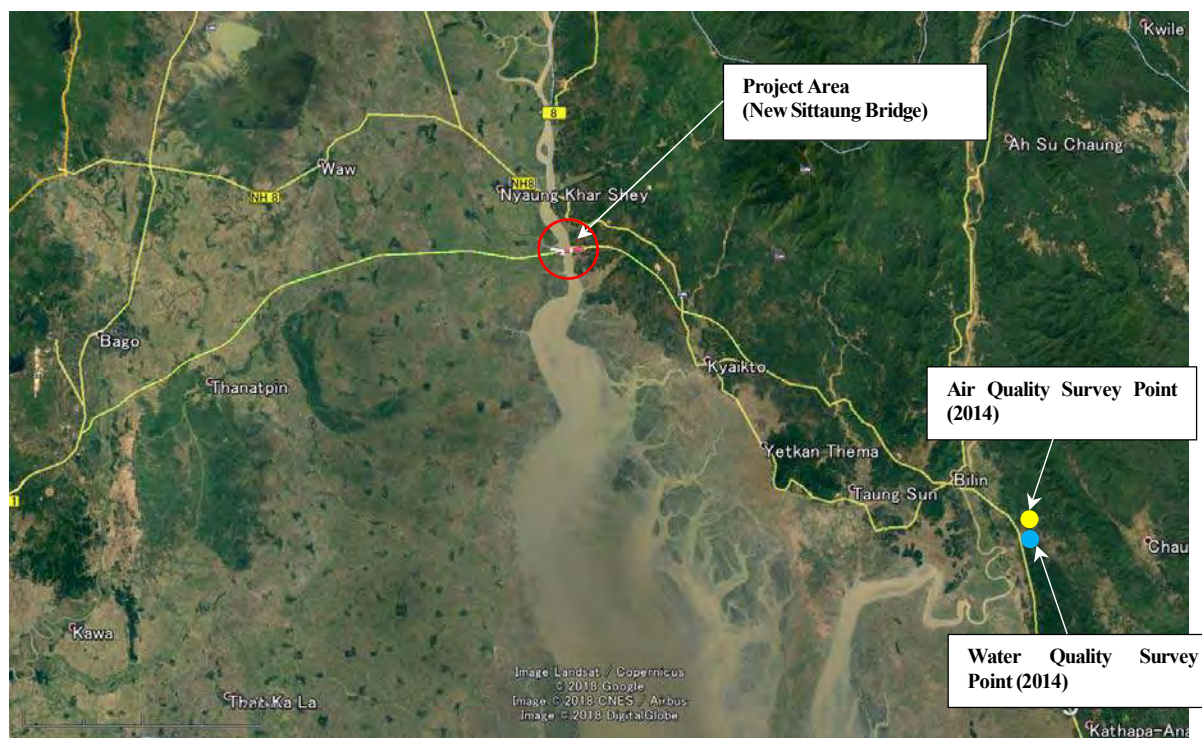 Kwile
Project Area
(New Sittaung Bridge)
8
Ah Su Chaung
Waw
NH8
NH 8
Nyaung Khar Shey
Bago
Kyaikto
Thanatpin
Air Quality Survey Point
(2014)
Yetkan Thema
Bilin
Taung Sun
1
Chau
Kawa
Water Quality Survey
Point (2014)
Image Landsat / Copernicus
© 2018 Google
Image © 2018 CNES / Airbus
Image © 2018 DigitalGlobe
That Ka La
Kathapa-Ana